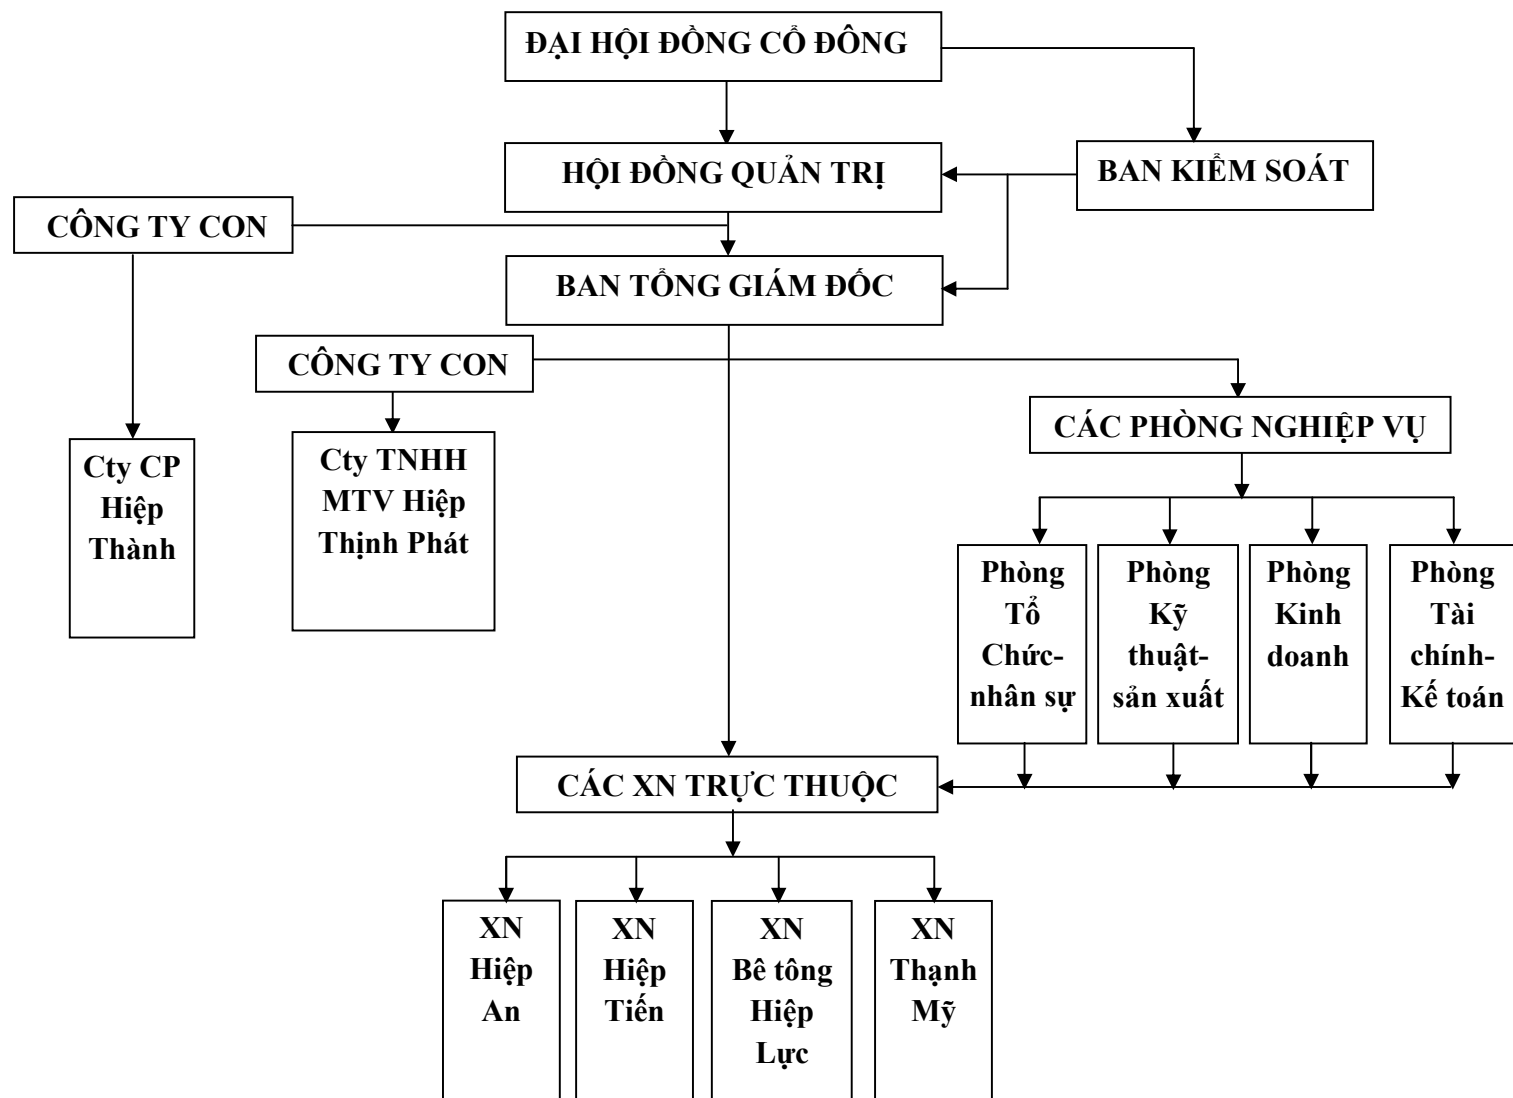 ĐẠI HỘI ĐỒNG CỔ ĐÔNG
HỘI ĐỒNG QUẢN TRỊ
BAN KIỂM SOÁT
CÔNG TY CON
BAN TỔNG GIÁM ĐỐC
CÔNG TY CON
CÁC PHÒNG NGHIỆP VỤ
Cty CP
Hiệp
Thành
Cty TNHH
MTV Hiệp
Thịnh Phát
Phòng
Tổ
Chức-
nhân sự
Phòng
Kỹ
thuật-
sản xuất
Phòng
Kinh
doanh
Phòng
Tài
chính-
Kế toán
CÁC XN TRỰC THUỘC
XN
Hiệp
An
XN
Hiệp
Tiến
XN
Bê tông
Hiệp
Lực
XN
Thạnh
Mỹ